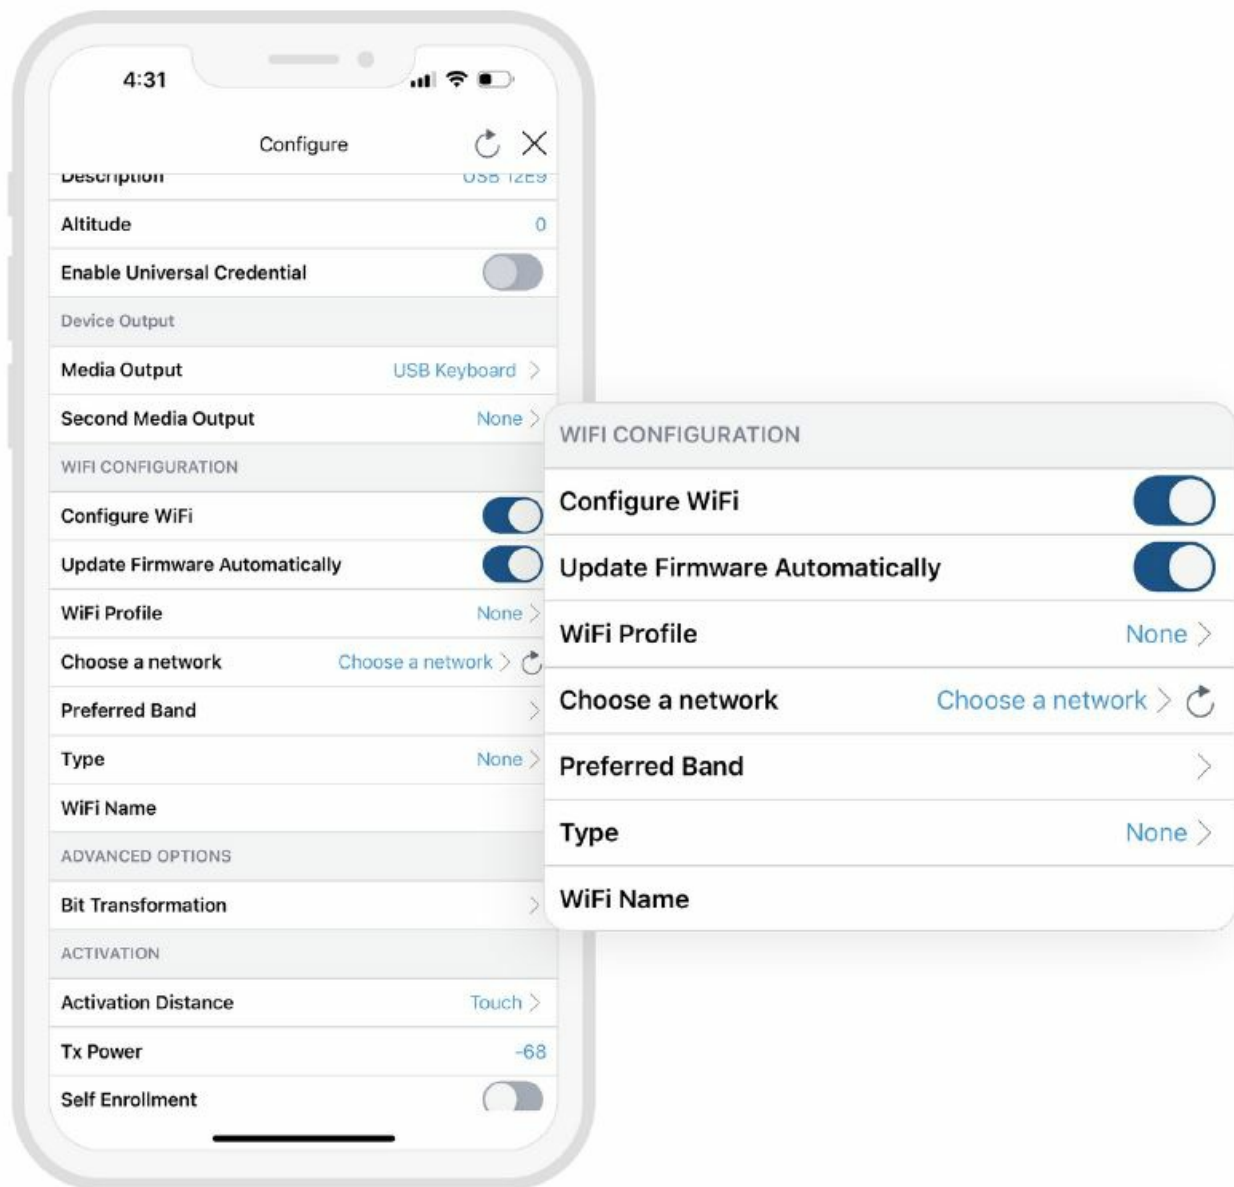 4:31
Configure
Description USB 12E9
Altitude 0
Enable Universal Credential
Device Output
Media Output USB Keyboard
Second Media Output None
WIFI CONFIGURATION
Configure WiFi
Update Firmware Automatically
WiFi Profile None
Choose a network Choose a network
Preferred Band
Type None
WiFi Name
ADVANCED OPTIONS
Bit Transformation
ACTIVATION
Activation Distance Touch
Tx Power -68
Self Enrollment
WIFI CONFIGURATION
Configure WiFi
Update Firmware Automatically
WiFi Profile None
Choose a network Choose a network
Preferred Band
Type None
WiFi Name